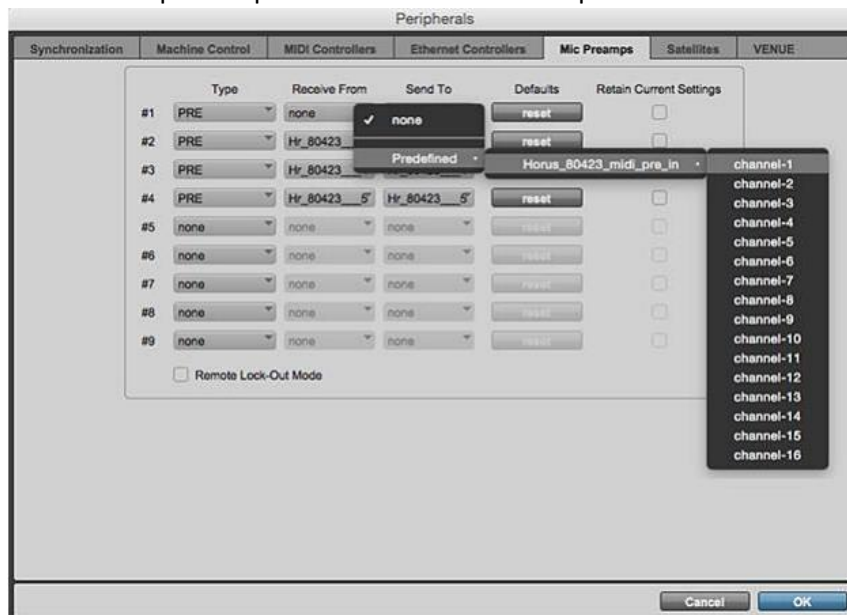 Peripherals
Synchronization Machine Control MIDI Controllers Ethernet Controllers Mic Preamps Satellites VENUE
Type Receive From Send To Defaults Retain Current Settings
#1 PRE none ✓ none reset
#2 PRE Hr_80423__ reset
#3 PRE Hr_80423_ Predefined Horus_80423_midi_pre_in channel-1
channel-2
channel-3
#4 PRE Hr_80423___5 Hr_80423___5 reset
channel-4
#5 none none none reset
channel-5
channel-6
#6 none none none reset
channel-7
#7 none none none reset
channel-8
#8 none none none reset
channel-9
channel-10
#9 none none none reset
channel-11
Remote Lock-Out Mode
channel-12
channel-13
channel-14
channel-15
channel-16
Cancel OK